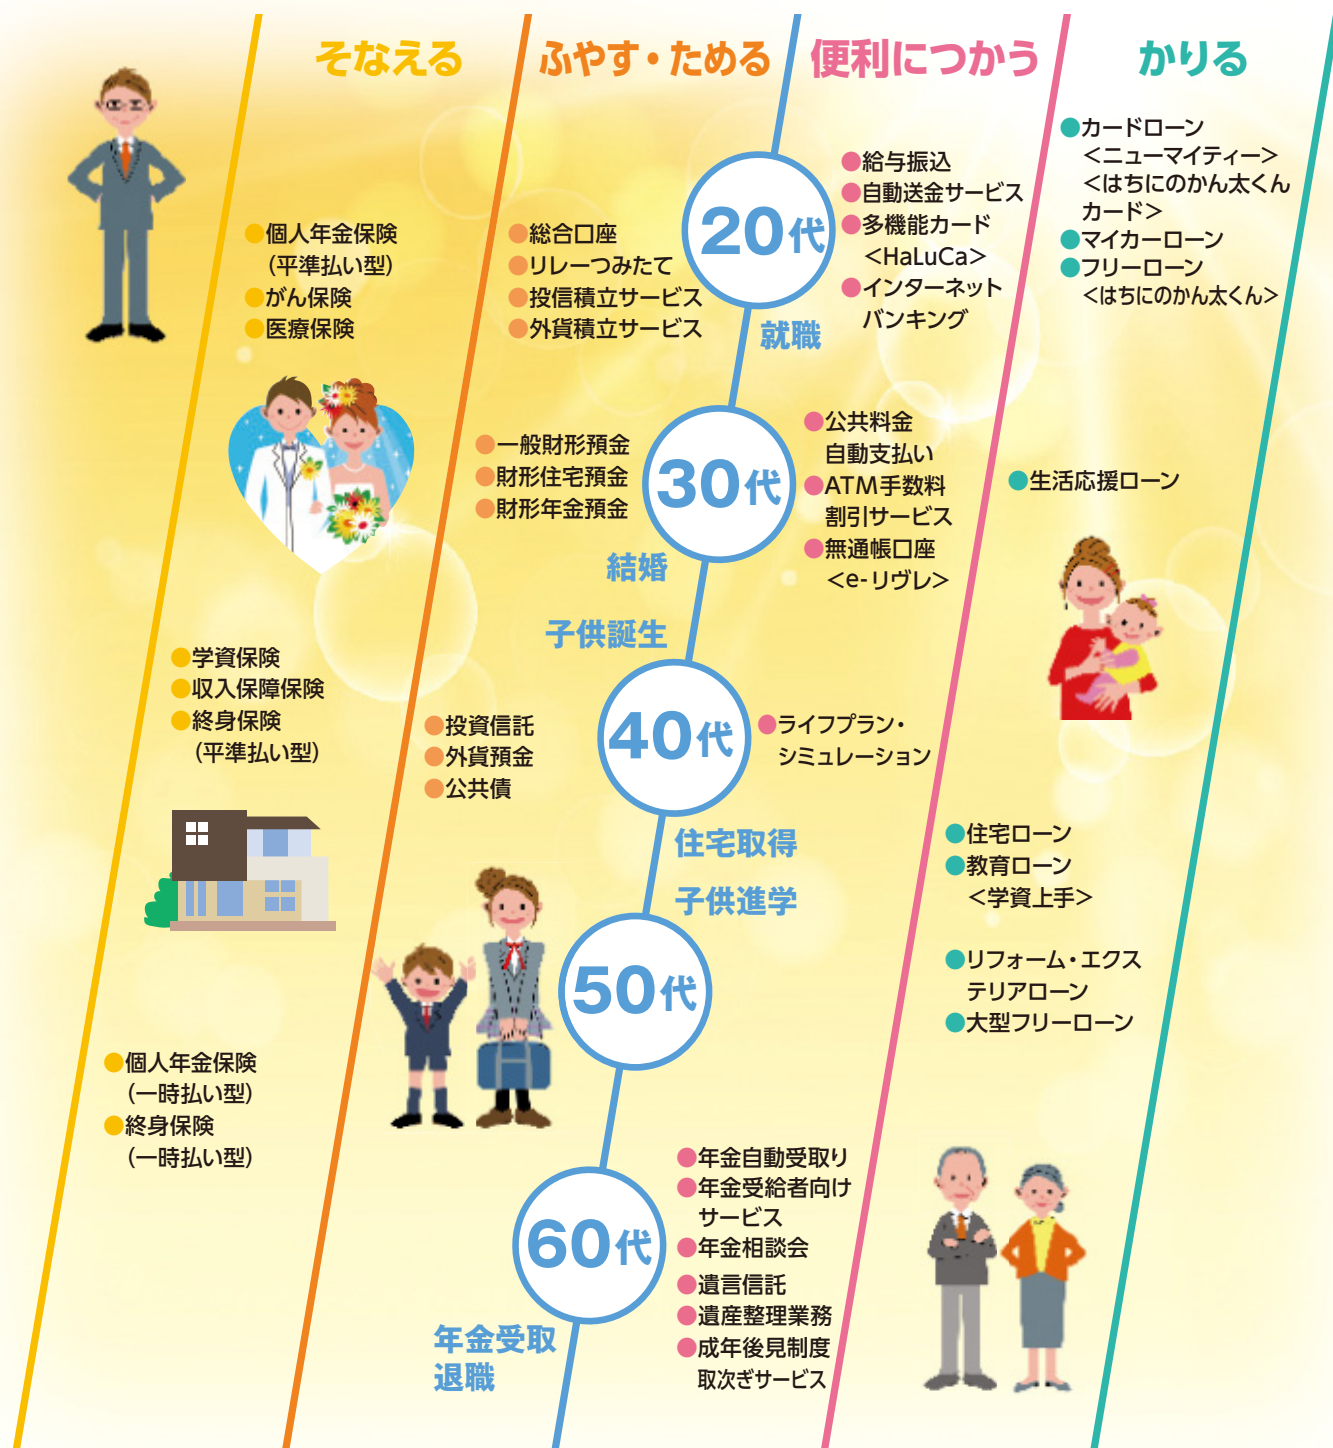 そなえる
ふやす・ためる
便利につかう
かりる
20代
就職
●個人年金保険
（平準払い型）
●がん保険
●医療保険
●総合口座
●リレーつみたて
●投信積立サービス
●外貨積立サービス
●給与振込
●自動送金サービス
●多機能カード
＜HaLuCa＞
●インターネット
バンキング
●カードローン
＜ニューマイティー＞
＜はちにのかん太くん
カード＞
●マイカーローン
●フリーローン
＜はちにのかん太くん＞
30代
結婚
子供誕生
●一般財形預金
●財形住宅預金
●財形年金預金
●公共料金
自動支払い
●ATM手数料
割引サービス
●無通帳口座
＜e-リヴレ＞
●生活応援ローン
40代
住宅取得
子供進学
●学資保険
●収入保障保険
●終身保険
（平準払い型）
●投資信託
●外貨預金
●公共債
●ライフプラン・
シミュレーション
●住宅ローン
●教育ローン
＜学資上手＞
50代
●リフォーム・エクス
テリアローン
●大型フリーローン
●個人年金保険
（一時払い型）
●終身保険
（一時払い型）
60代
年金受取
退職
●年金自動受取り
●年金受給者向け
サービス
●年金相談会
●遺言信託
●遺産整理業務
●成年後見制度
取次ぎサービス